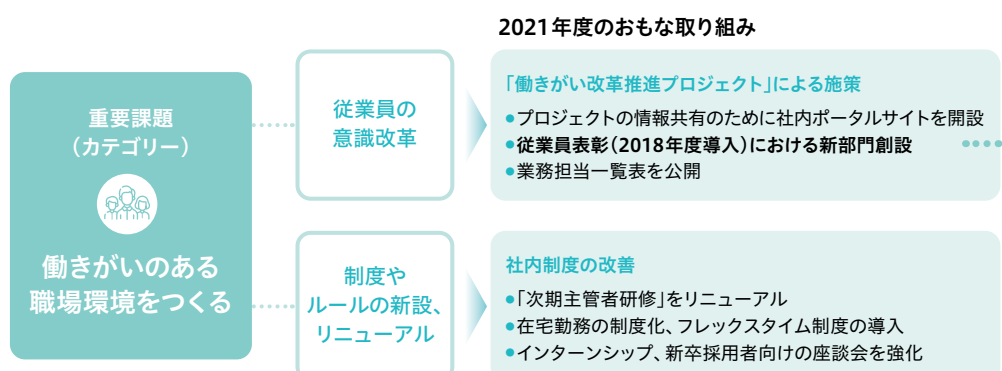 2021年度のおもな取り組み
重要課題
（カテゴリー）
働きがいのある
職場環境をつくる
従業員の
意識改革
「働きがい改革推進プロジェクト」による施策
●プロジェクトの情報共有のために社内ポータルサイトを開設
●従業員表彰（2018年度導入）における新部門創設
●業務担当一覧表を公開
制度や
ルールの新設、
リニューアル
社内制度の改善
●「次期主管者研修」をリニューアル
●在宅勤務の制度化、フレックスタイム制度の導入
●インターンシップ、新卒採用者向けの座談会を強化